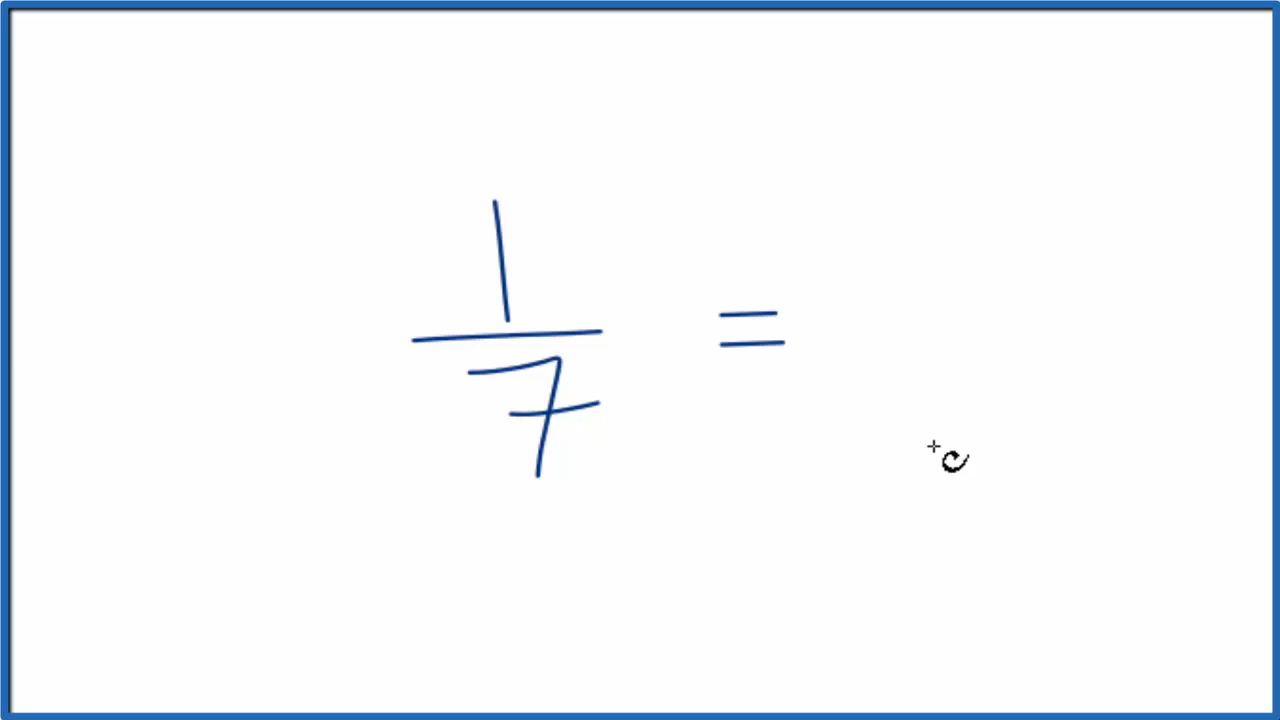 1/7 =